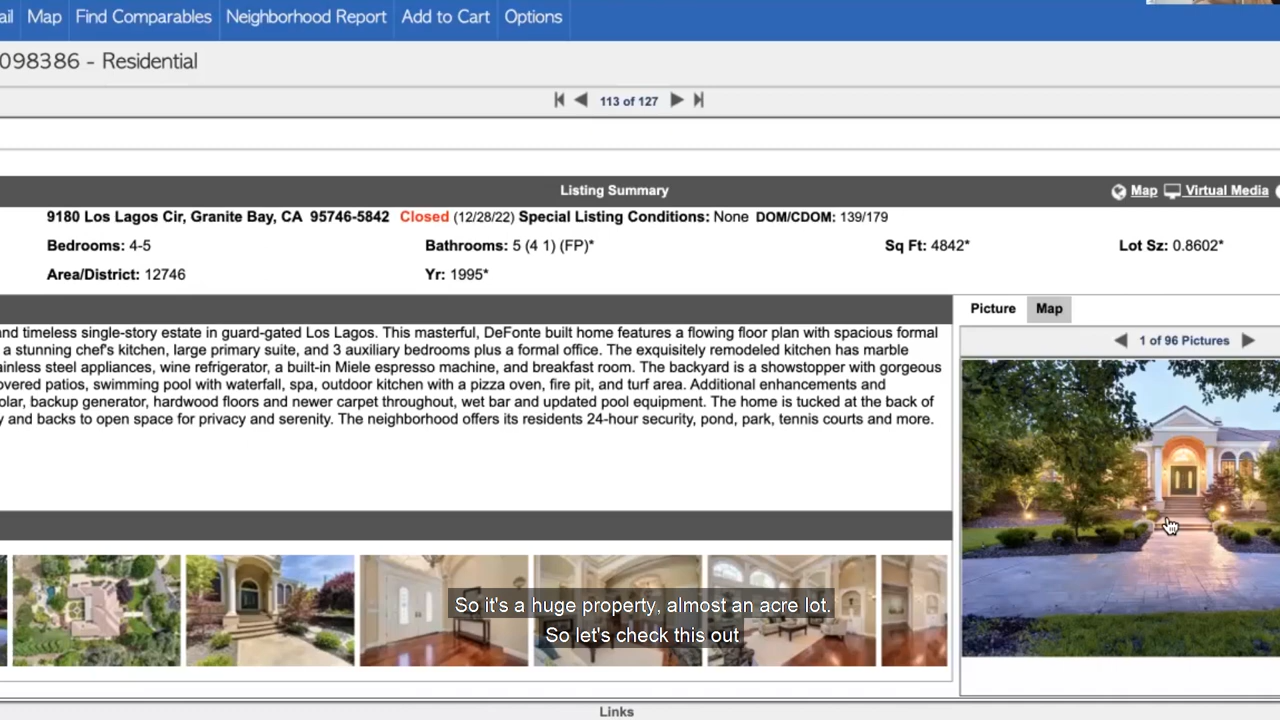 ail Map Find Comparables Neighborhood Report Add to Cart Options
098386 - Residential
113 of 127
Listing Summary
Map Virtual Media
9180 Los Lagos Cir, Granite Bay, CA 95746-5842 Closed (12/28/22) Special Listing Conditions: None DOM/CDOM: 139/179
Bedrooms: 4-5 Bathrooms: 5 (4 1) (FP)* Sq Ft: 4842* Lot Sz: 0.8602*
Area/District: 12746 Yr: 1995*
Picture Map
1 of 96 Pictures
and timeless single-story estate in guard-gated Los Lagos. This masterful, DeFonte built home features a flowing floor plan with spacious formal
a stunning chef's kitchen, large primary suite, and 3 auxiliary bedrooms plus a formal office. The exquisitely remodeled kitchen has marble
ainless steel appliances, wine refrigerator, a built-in Miele espresso machine, and breakfast room. The backyard is a showstopper with gorgeous
overed patios, swimming pool with waterfall, spa, outdoor kitchen with a pizza oven, fire pit, and turf area. Additional enhancements and
olar, backup generator, hardwood floors and newer carpet throughout, wet bar and updated pool equipment. The home is tucked at the back of
y and backs to open space for privacy and serenity. The neighborhood offers its residents 24-hour security, pond, park, tennis courts and more.
So it's a huge property, almost an acre lot.
So let's check this out
Links